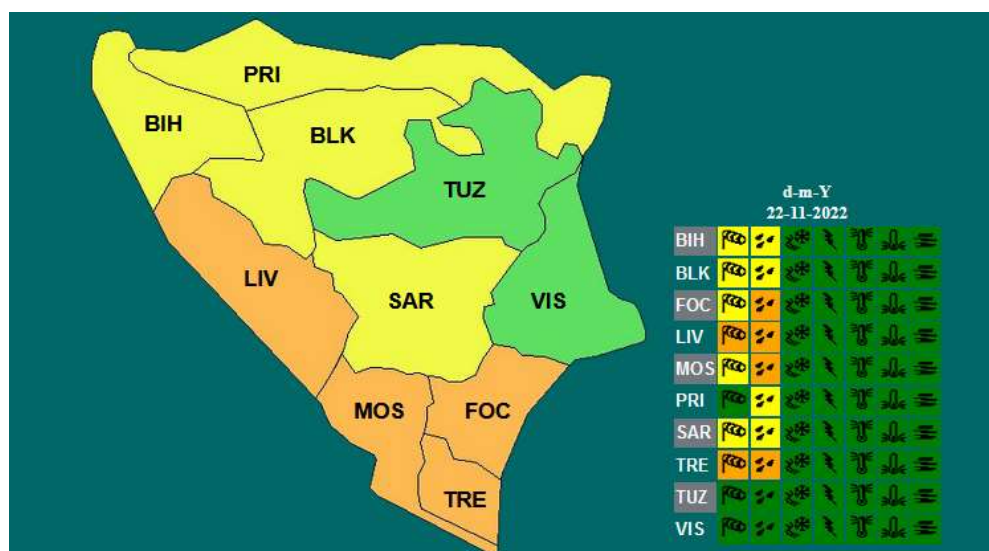 PRI
BIH
BLK
TUZ
LIV
SAR
VIS
MOS
FOC
TRE
d-m-Y
22-11-2022
BIH
BLK
FOC
LIV
MOS
PRI
SAR
TRE
TUZ
VIS